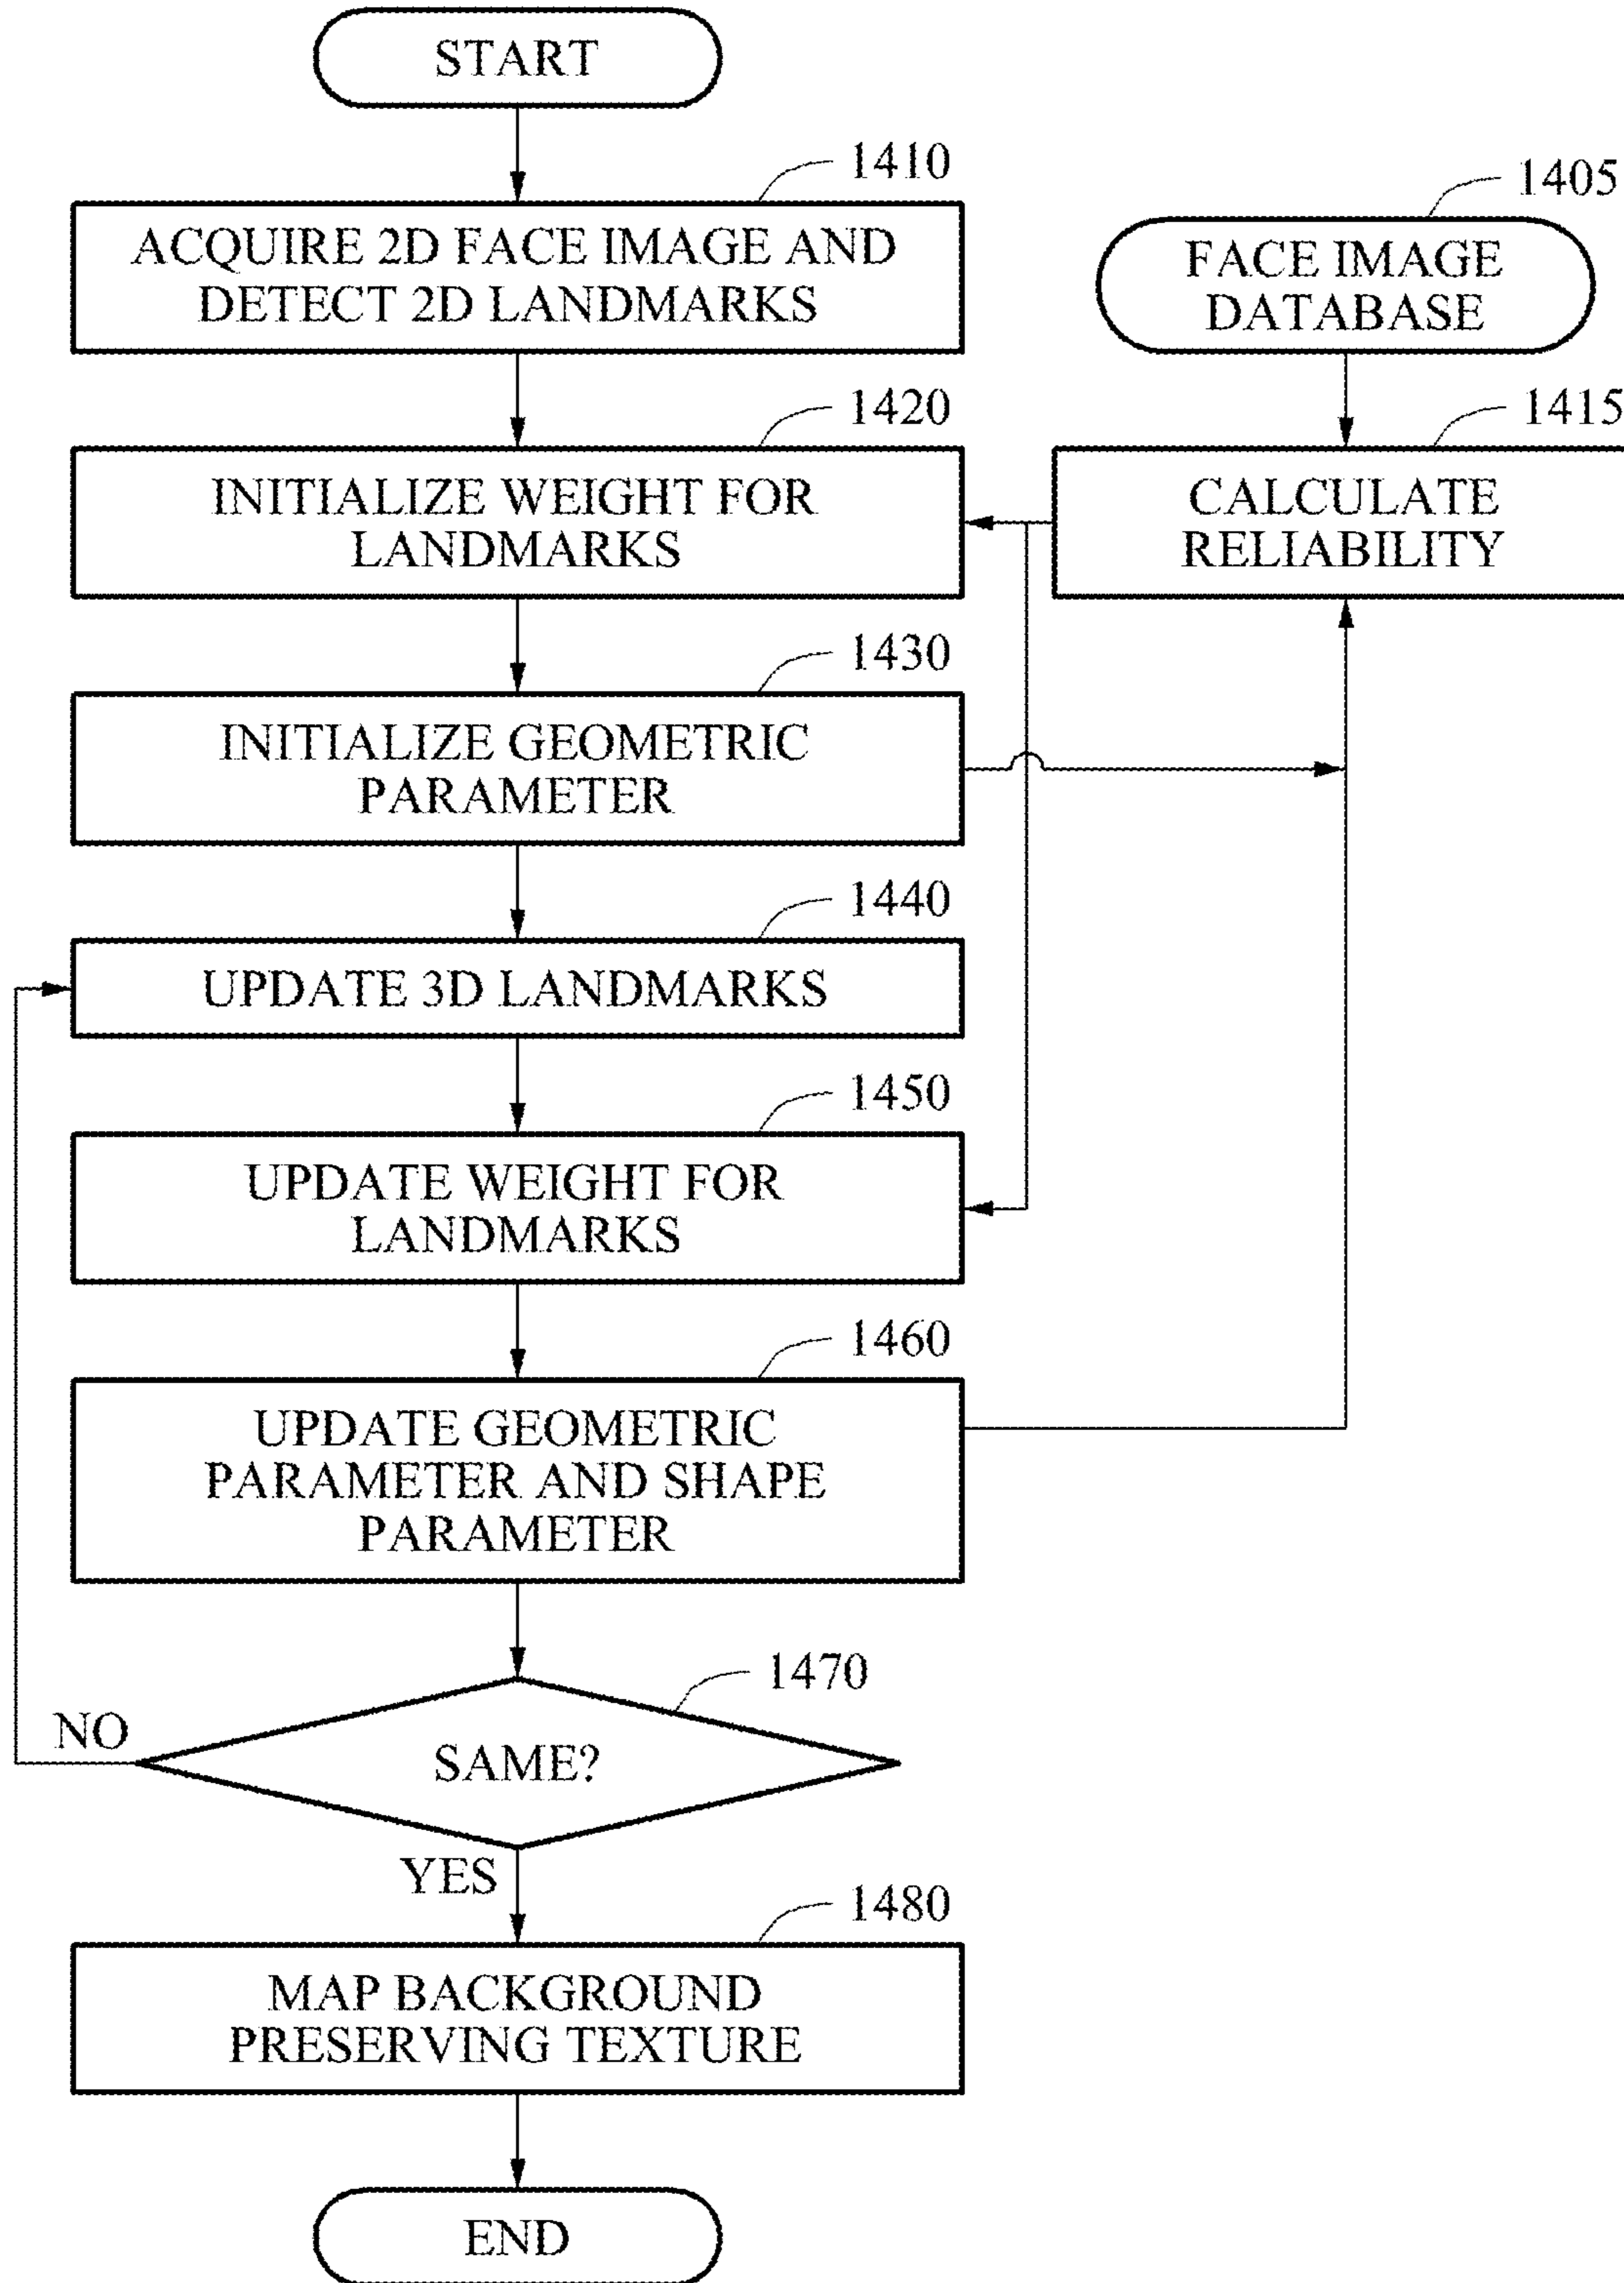 START
1410
ACQUIRE 2D FACE IMAGE AND
DETECT 2D LANDMARKS
1405
FACE IMAGE
DATABASE
1420
INITIALIZE WEIGHT FOR
LANDMARKS
1415
CALCULATE
RELIABILITY
1430
INITIALIZE GEOMETRIC
PARAMETER
1440
UPDATE 3D LANDMARKS
1450
UPDATE WEIGHT FOR
LANDMARKS
1460
UPDATE GEOMETRIC
PARAMETER AND SHAPE
PARAMETER
1470
NO
SAME?
YES
1480
MAP BACKGROUND
PRESERVING TEXTURE
END